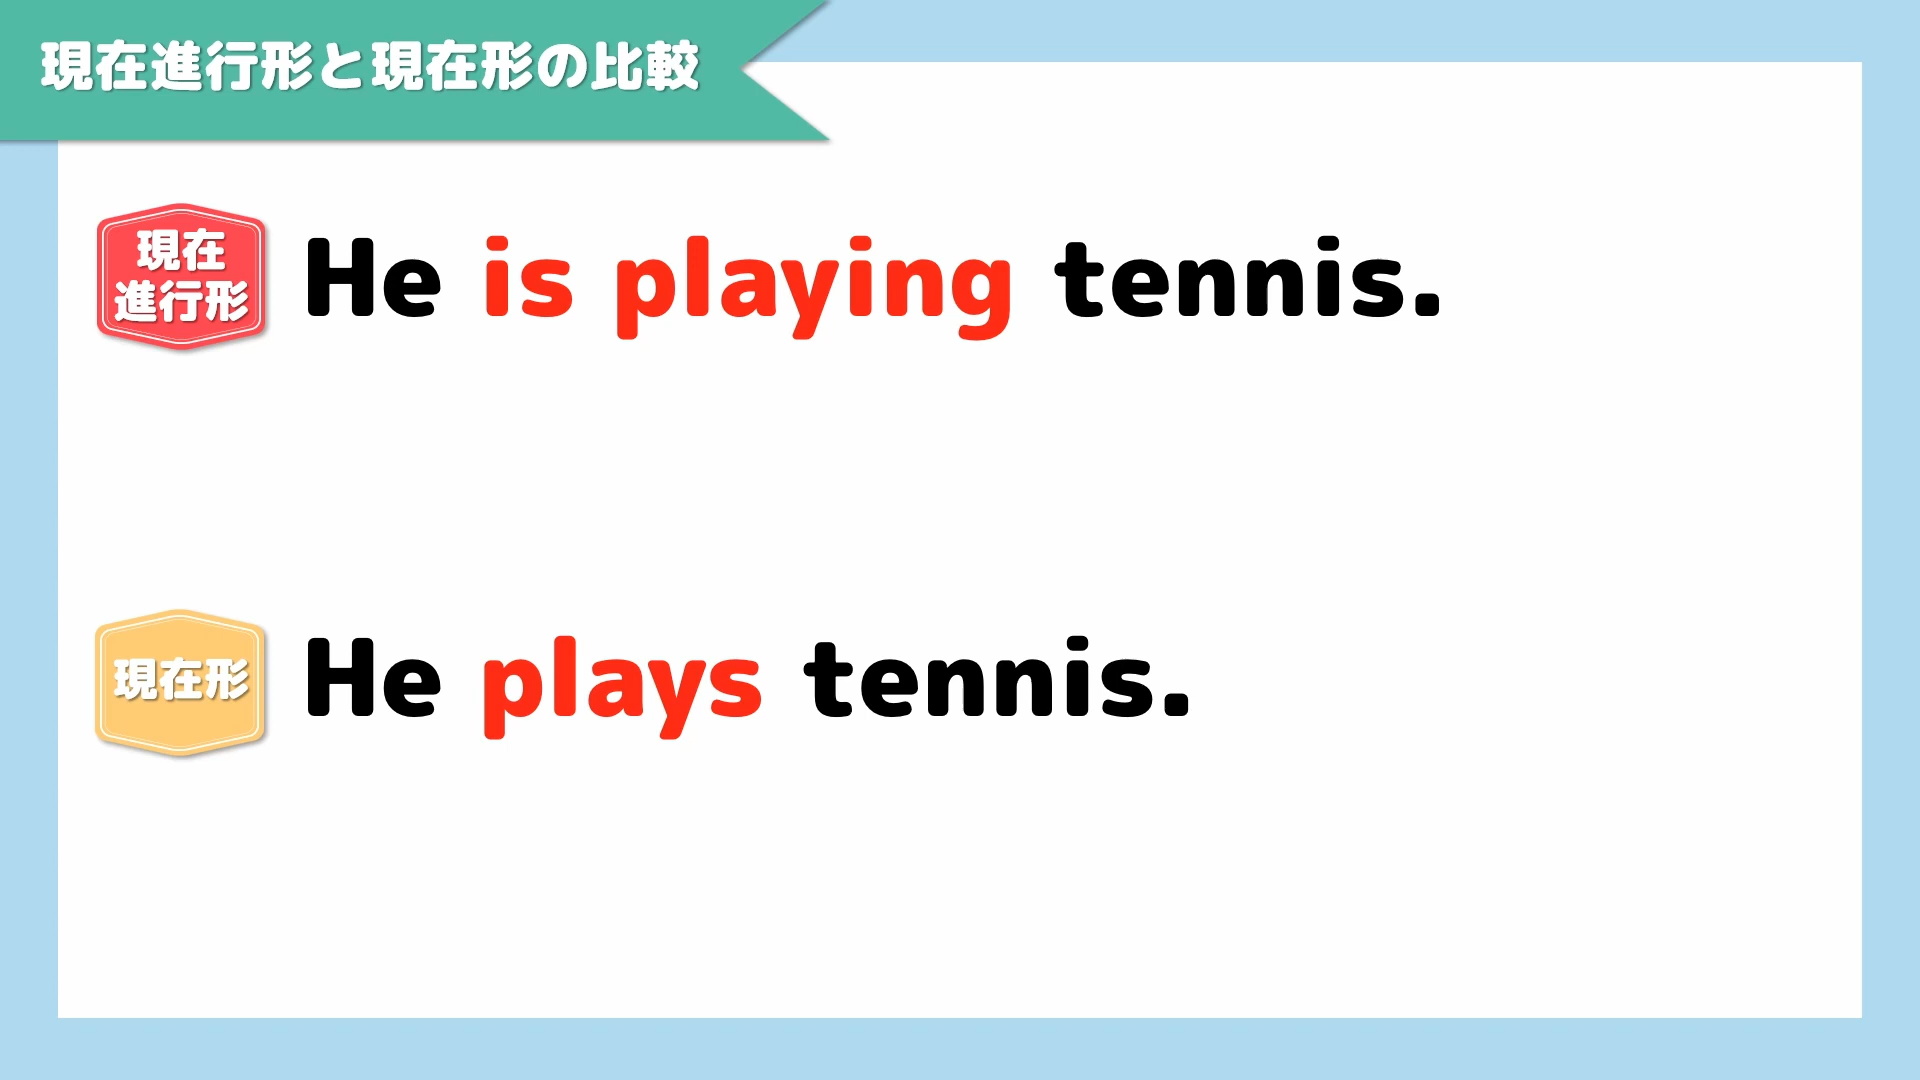 現在進行形と現在形の比較
現在
進行形
He is playing tennis.
現在形
He plays tennis.